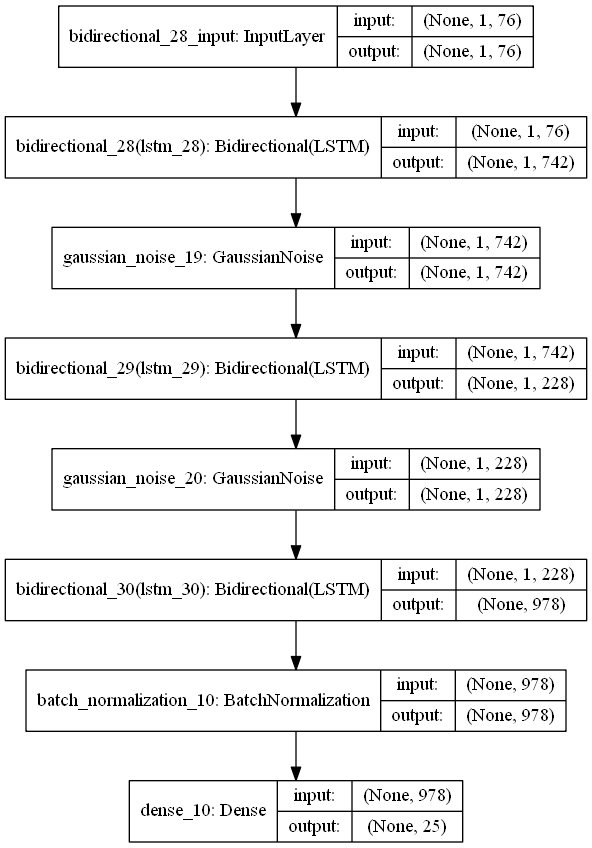 bidirectional_28_input: InputLayer
input: (None, 1, 76)
output: (None, 1, 76)
bidirectional_28(lstm_28): Bidirectional(LSTM)
input: (None, 1, 76)
output: (None, 1, 742)
gaussian_noise_19: GaussianNoise
input: (None, 1, 742)
output: (None, 1, 742)
bidirectional_29(lstm_29): Bidirectional(LSTM)
input: (None, 1, 742)
output: (None, 1, 228)
gaussian_noise_20: GaussianNoise
input: (None, 1, 228)
output: (None, 1, 228)
bidirectional_30(lstm_30): Bidirectional(LSTM)
input: (None, 1, 228)
output: (None, 978)
batch_normalization_10: BatchNormalization
input: (None, 978)
output: (None, 978)
dense_10: Dense
input: (None, 978)
output: (None, 25)